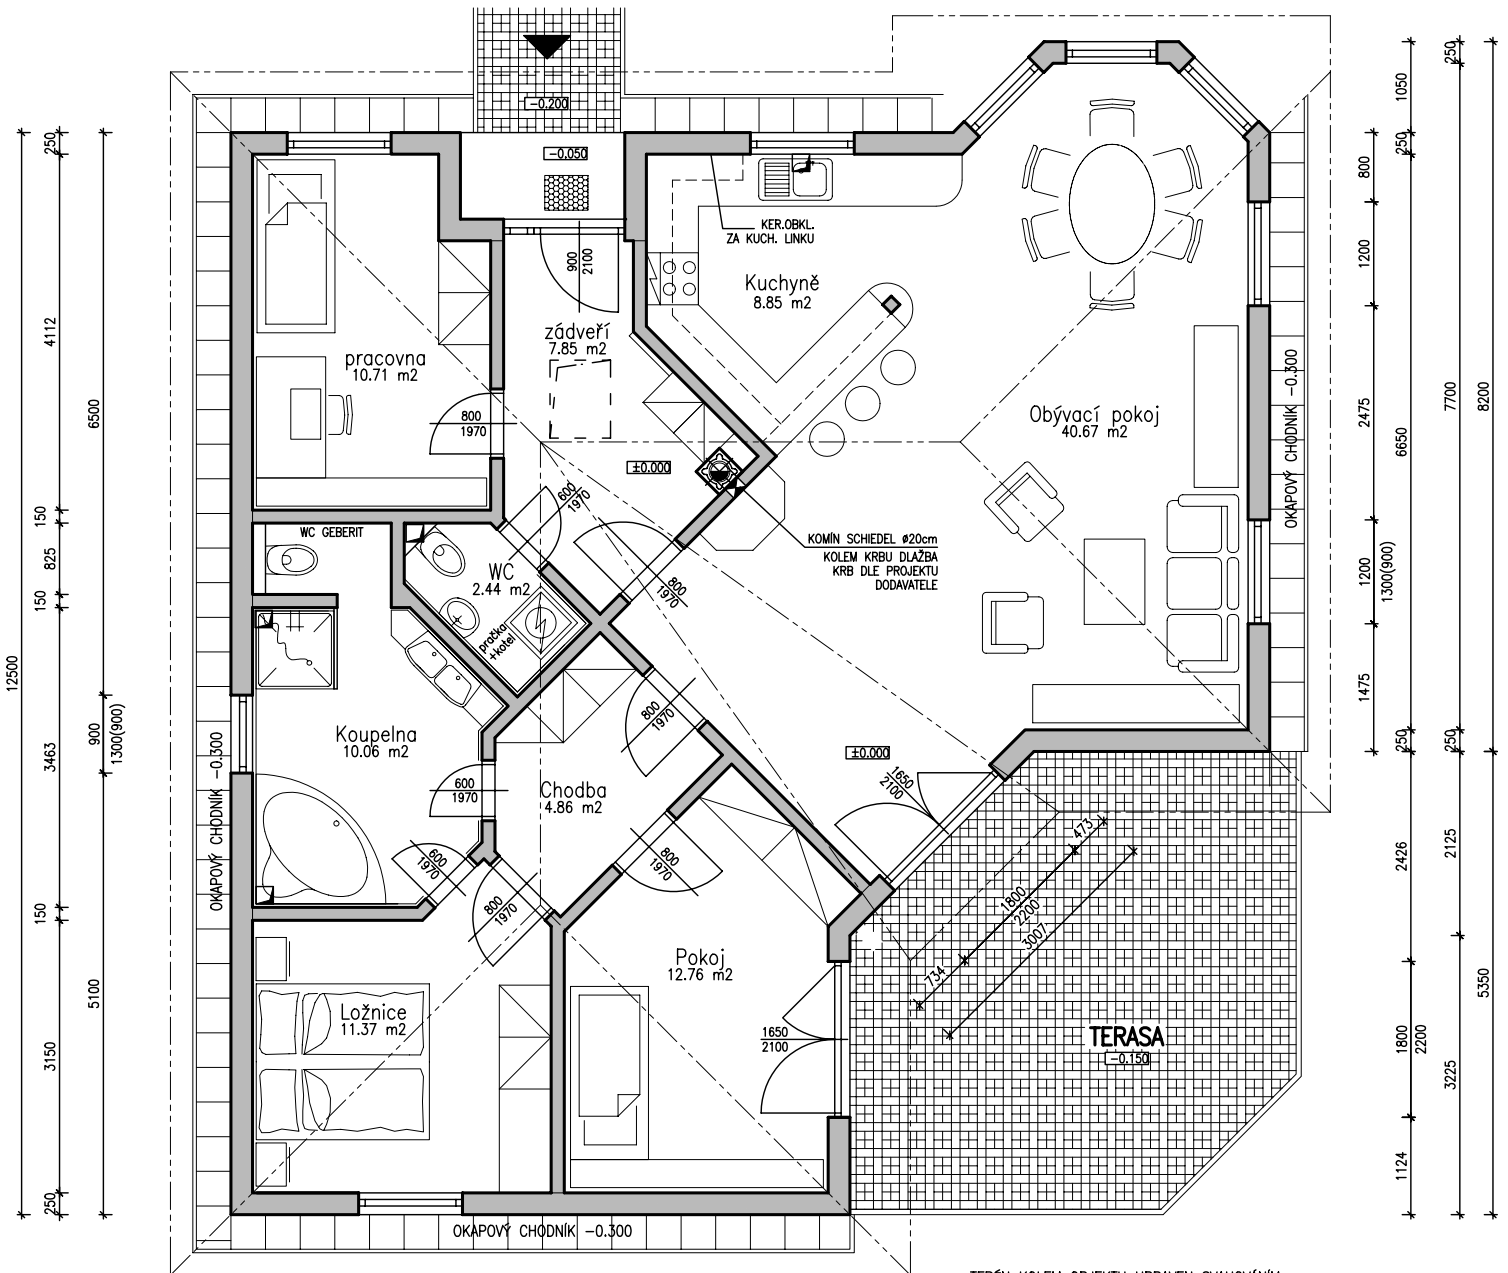 -0.200
-0.050
KER.OBKL.
ZA KUCH. LINKU
900
2100
Kuchyně
8.85 m2
zádveří
7.85 m2
pracovna
10.71 m2
800
1970
Obývací pokoj
40.67 m2
±0.000
600
1970
WC GEBERIT
WC
2.44 m2
pračka
+kotel
800
1970
KOMÍN SCHIEDEL ø20cm
KOLEM KRBU DLAŽBA
KRB DLE PROJEKTU
DODAVATELE
OKAPOVÝ CHODNÍK -0.300
Koupelna
10.06 m2
800
1970
±0.000
1650
2100
600
1970
Chodba
4.86 m2
OKAPOVÝ CHODNÍK -0.300
600
1970
800
1970
800
1970
Pokoj
12.76 m2
Ložnice
11.37 m2
1650
2100
TERASA
-0.150
473
1800
2200
3007
734
OKAPOVÝ CHODNÍK -0.300
12500
250
4112
150
825
150
3463
150
3150
250
6500
900
1300(900)
5100
1050
250
800
1200
2475
1200
1300(900)
1475
6650
250
2426
1800
2200
1124
250
7700
250
2125
3225
8200
5350